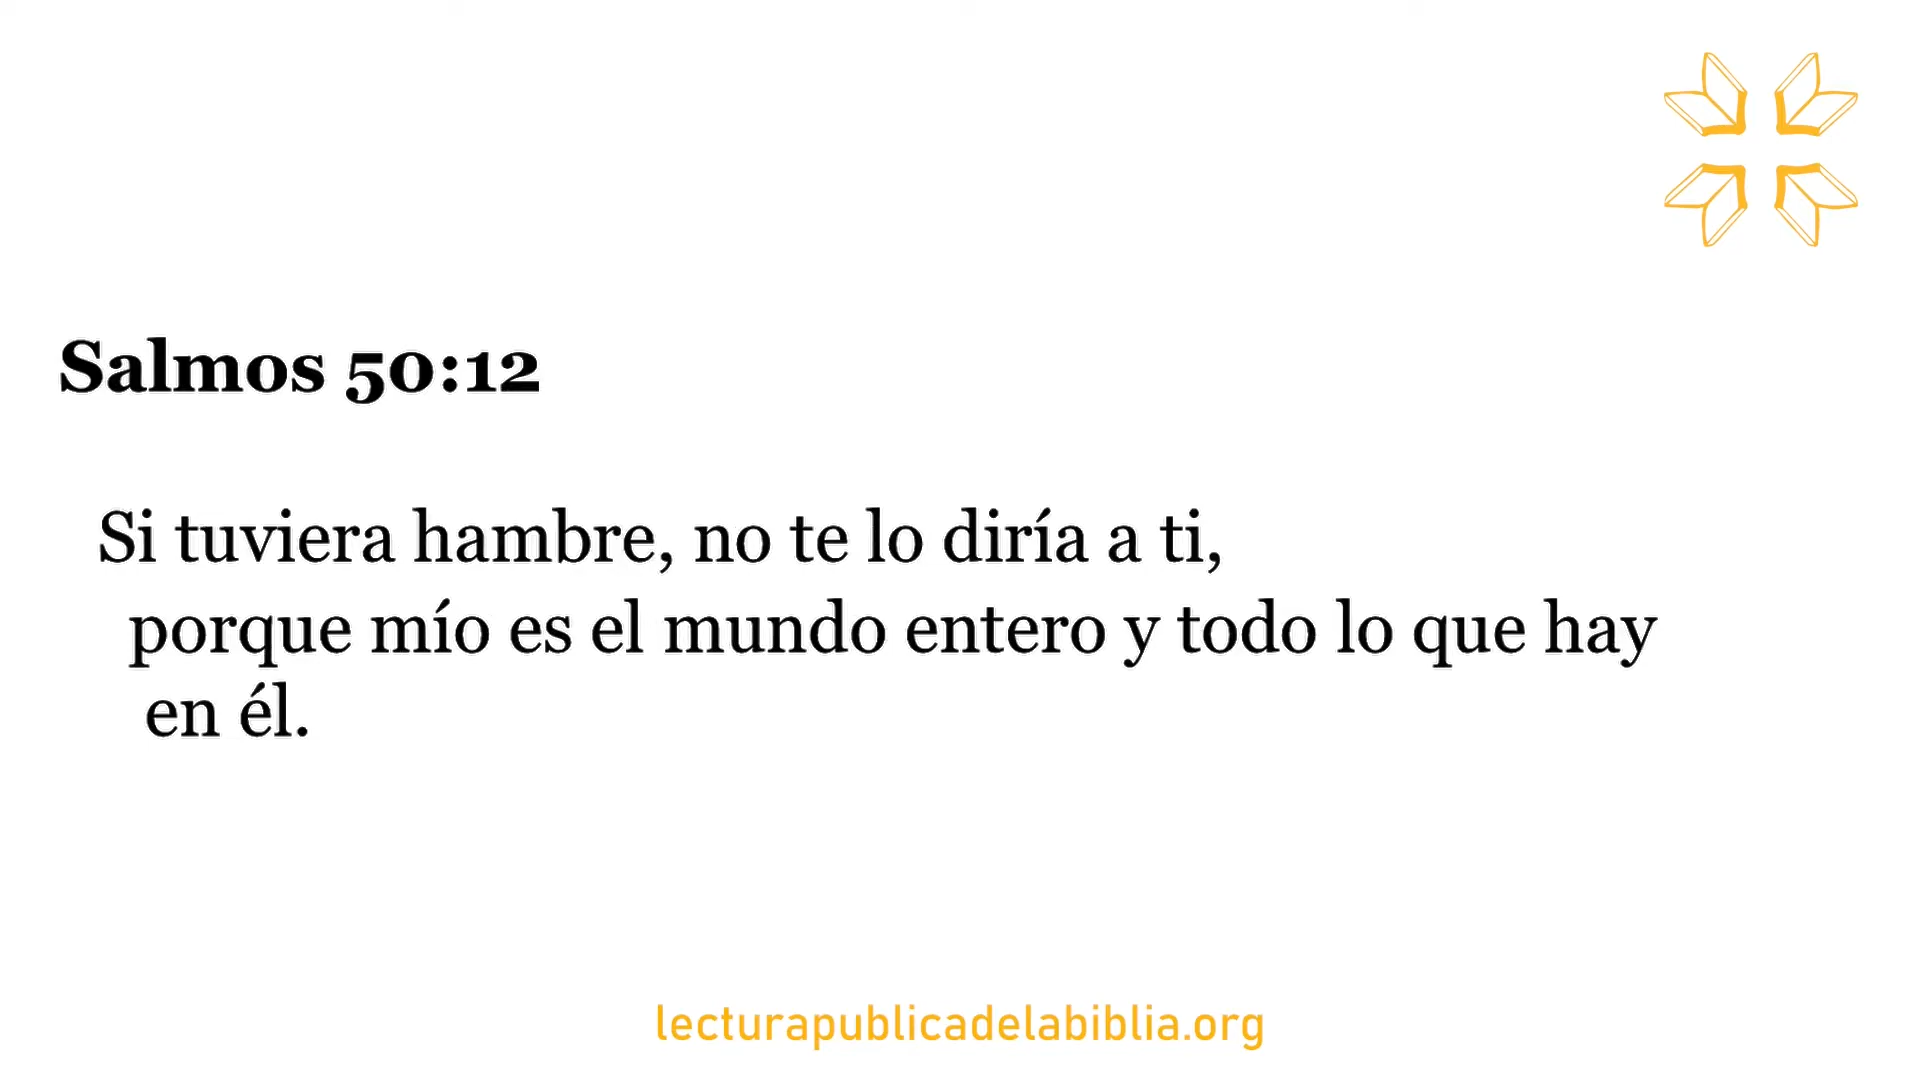 Salmos 50:12
Si tuviera hambre, no te lo diría a ti,
porque mío es el mundo entero y todo lo que hay
en él.
lecturapublicadelabiblia.org